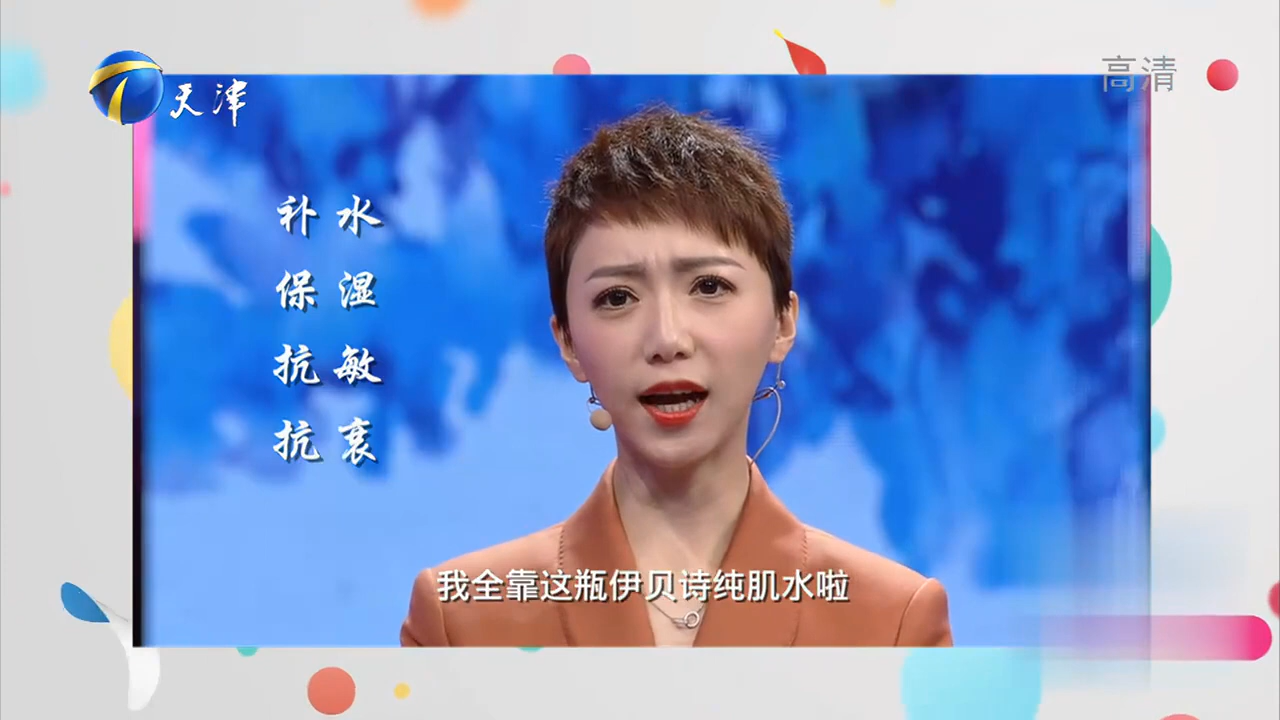 天津
高清
补水
保湿
抗敏
抗衰
我全靠这瓶伊贝诗纯肌水啦